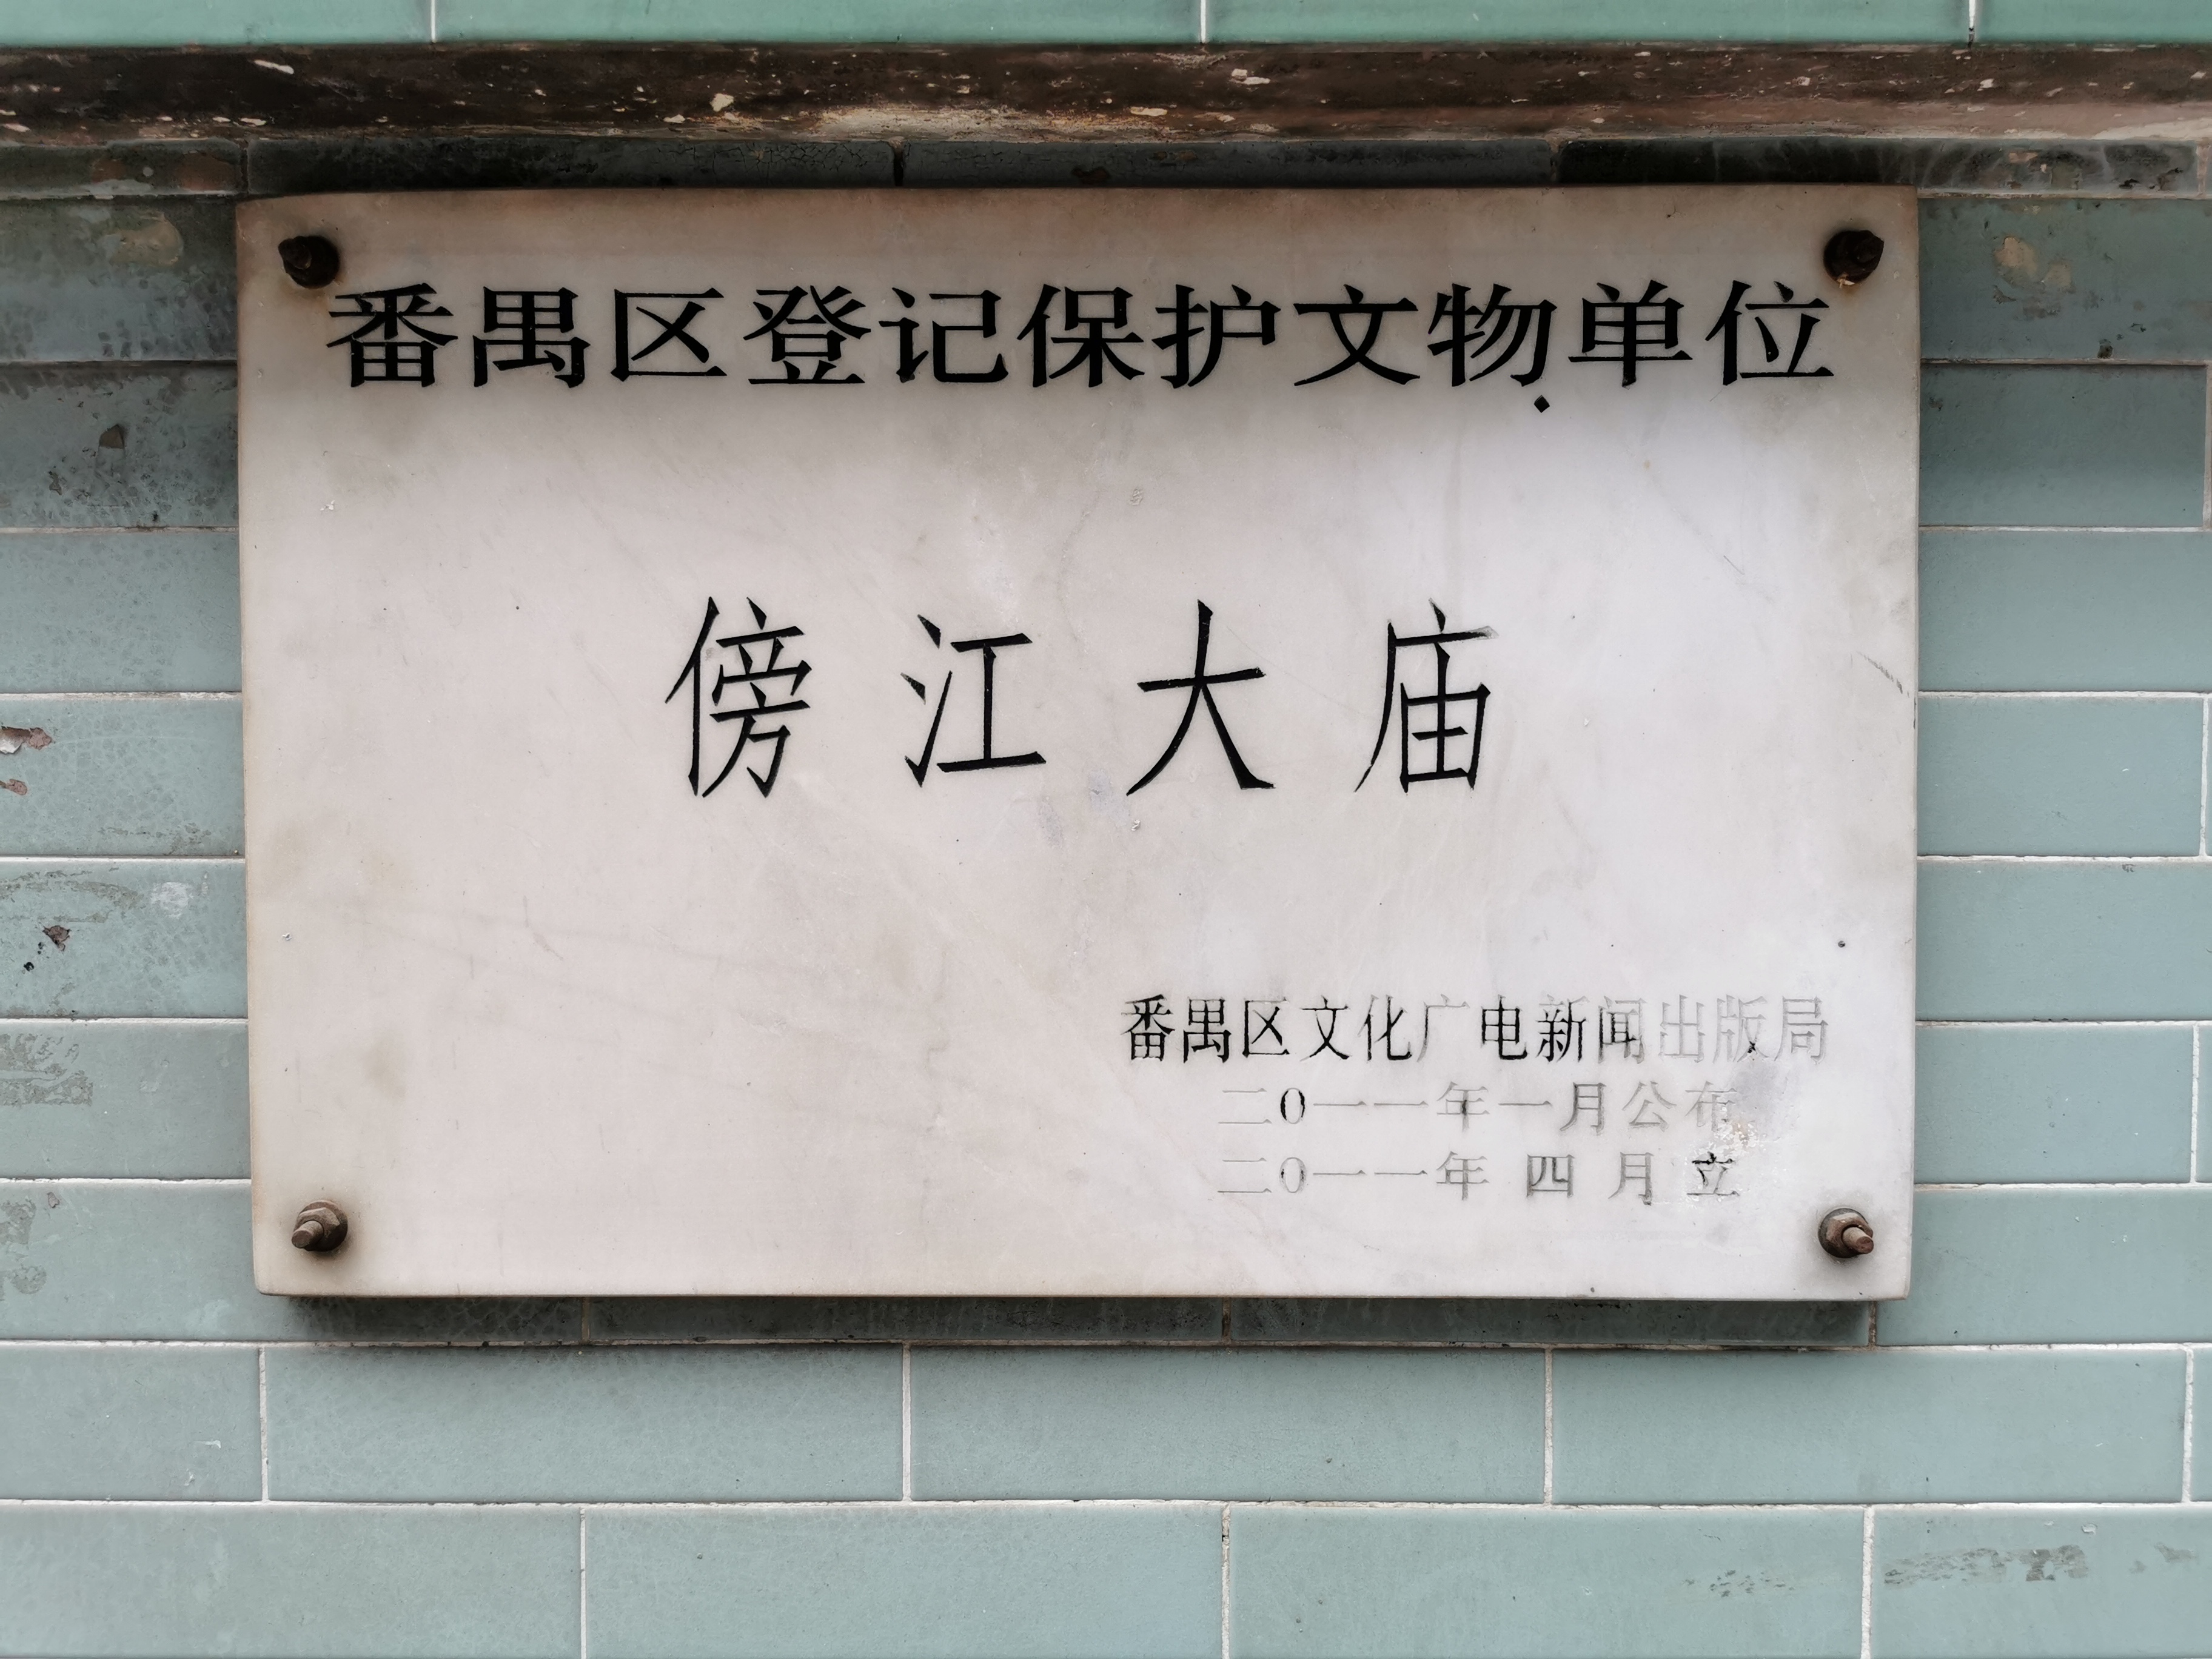 番禺区登记保护文物单位
傍江大庙
番禺区文化广电新闻出版局
二0一一年一月公布
二0一一年四月立